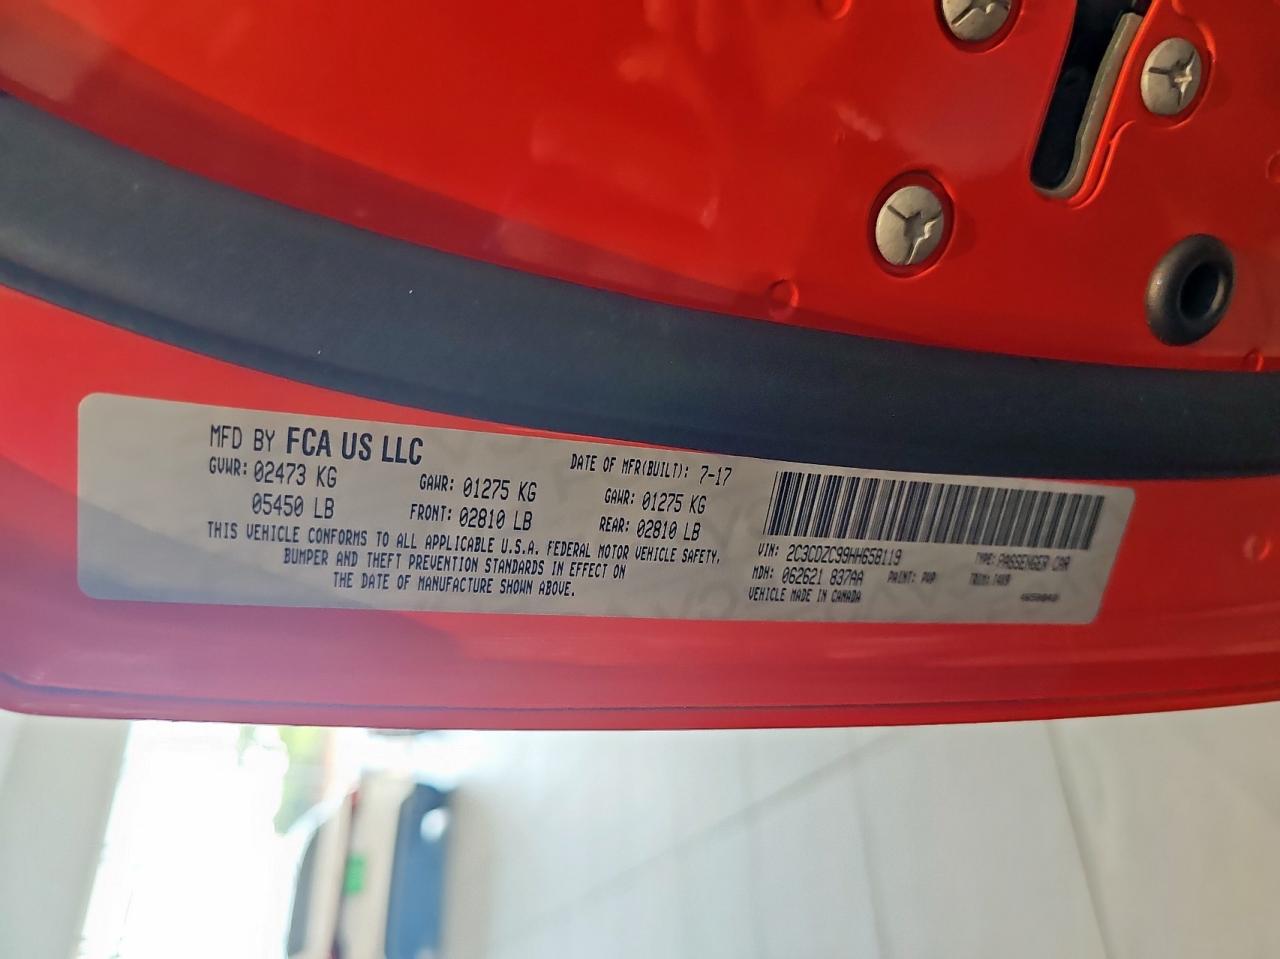 MFD BY FCA US LLC
DATE OF MFR(BUILT): 7-17
GVWR: 02473 KG
05450 LB
GAWR: 01275 KG
FRONT: 02810 LB
GAWR: 01275 KG
REAR: 02810 LB
THIS VEHICLE CONFORMS TO ALL APPLICABLE U.S.A. FEDERAL MOTOR VEHICLE SAFETY,
BUMPER AND THEFT PREVENTION STANDARDS IN EFFECT ON
THE DATE OF MANUFACTURE SHOWN ABOVE.
VIN: 2C3CDZC99HH658119
TYPE: PASSENGER CAR
MDH: 062621 837AA
PAINT:
TRIM:
VEHICLE MADE IN CANADA